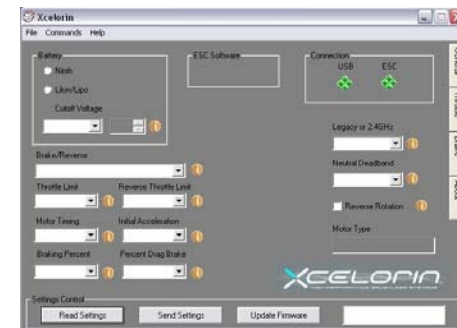 Xcelorin
File Commands Help
Battery
ESC Software
Connection
Nimh
USB ESC
LiIon/Lipo
Cutoff Voltage
Legacy or 2.4GHz
Brake/Reverse
Neutral Deadband
Throttle Limit Reverse Throttle Limit
Reverse Rotation
Motor Timing Initial Acceleration
Motor Type
Braking Percent Percent Drag Brake
XCELORIN
Settings Control
Read Settings Send Settings Update Firmware